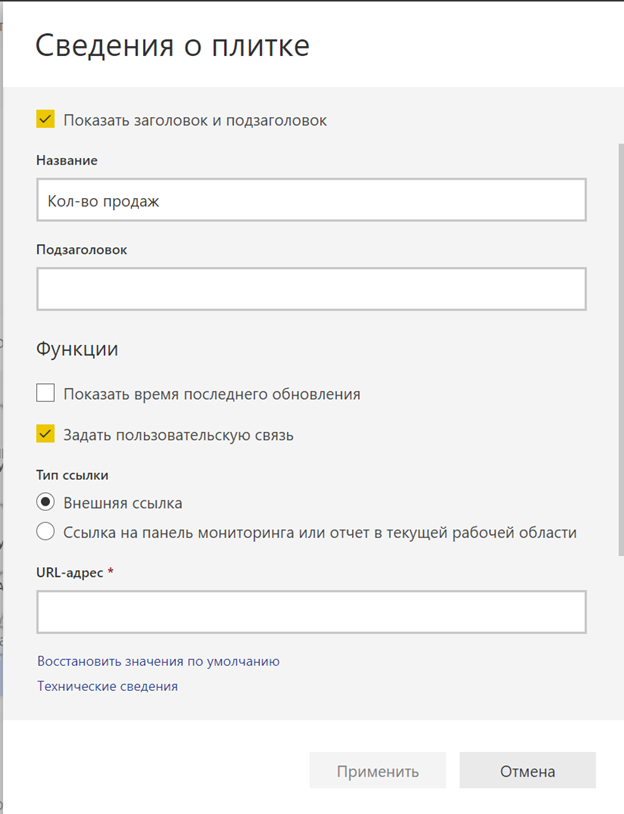 Сведения о плитке
Показать заголовок и подзаголовок
Название
Кол-во продаж
Подзаголовок
Функции
Показать время последнего обновления
Задать пользовательскую связь
Тип ссылки
Внешняя ссылка
Ссылка на панель мониторинга или отчет в текущей рабочей области
URL-адрес *
Восстановить значения по умолчанию
Технические сведения
Применить
Отмена